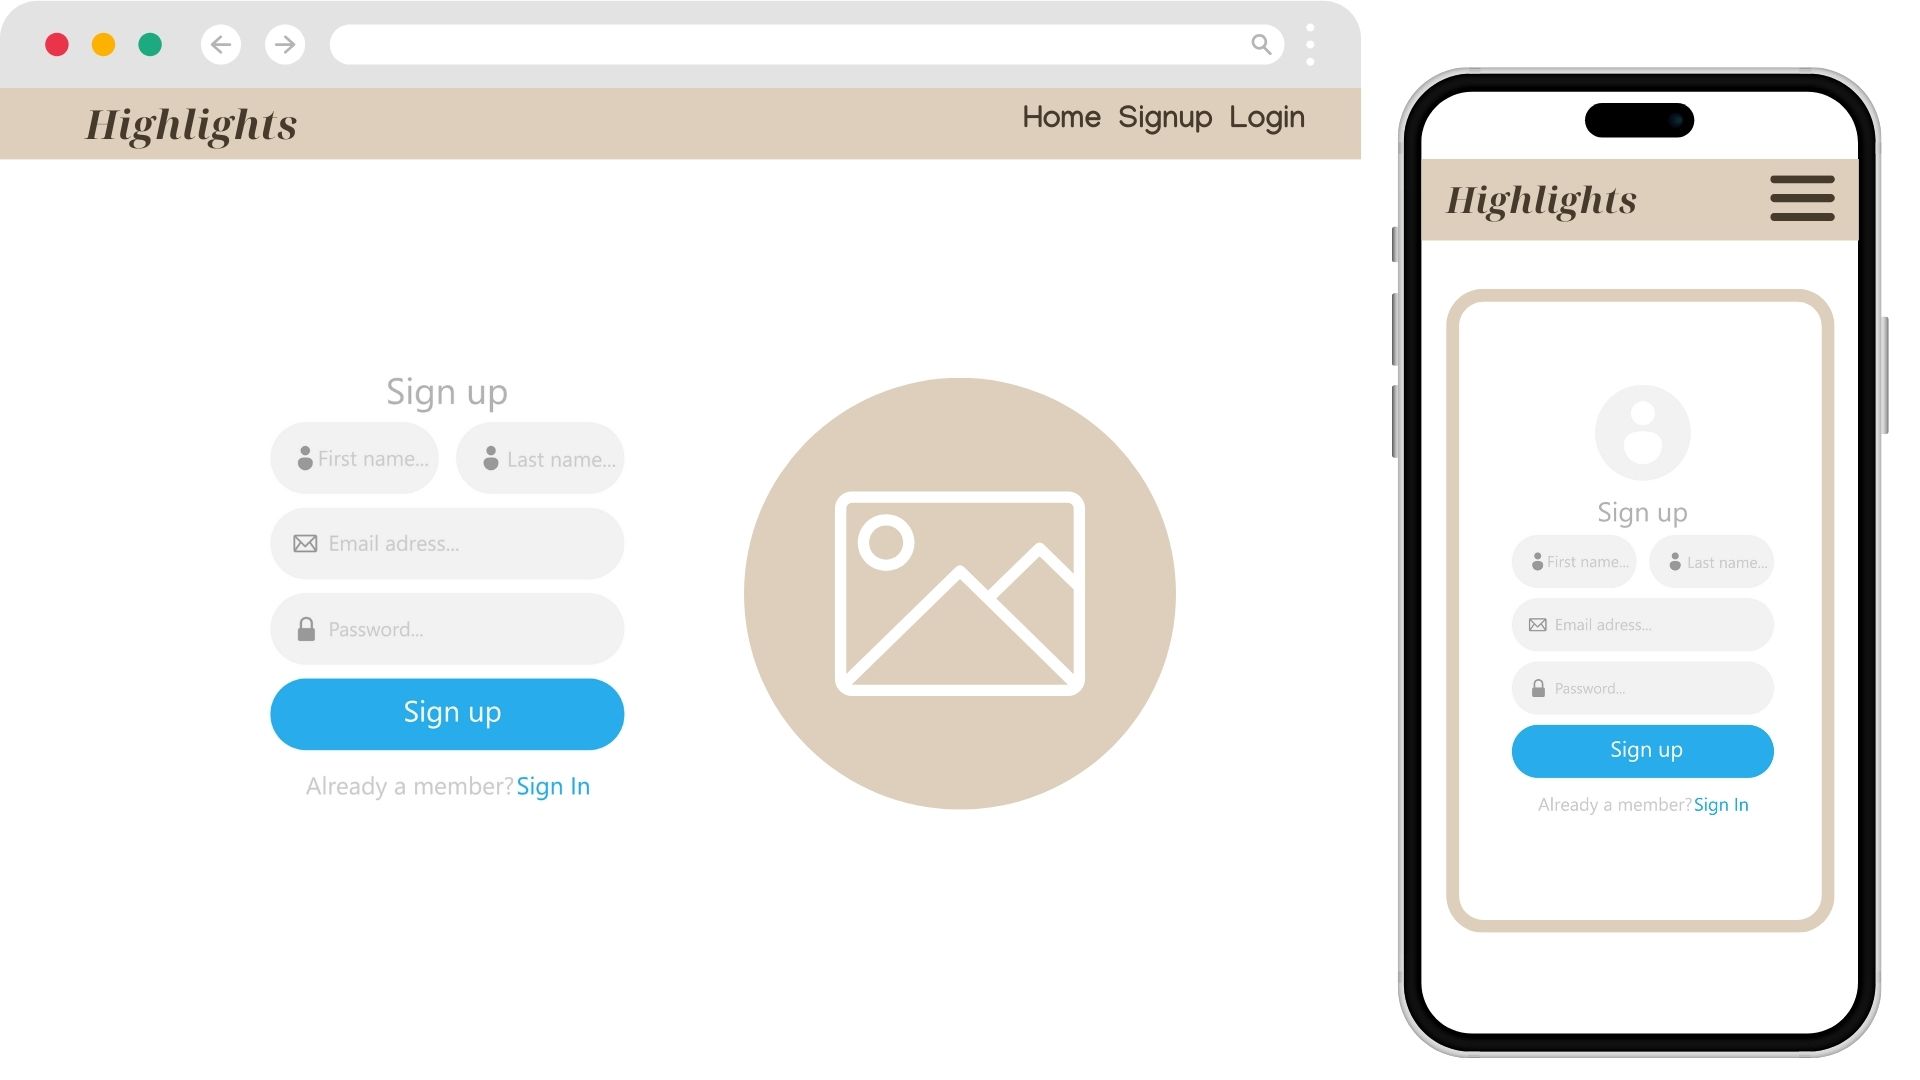 Highlights
Home Signup Login
Sign up
First name... Last name...
Email adress...
Password...
Sign up
Already a member? Sign In
Highlights
Sign up
First name... Last name...
Email adress...
Password...
Sign up
Already a member? Sign In